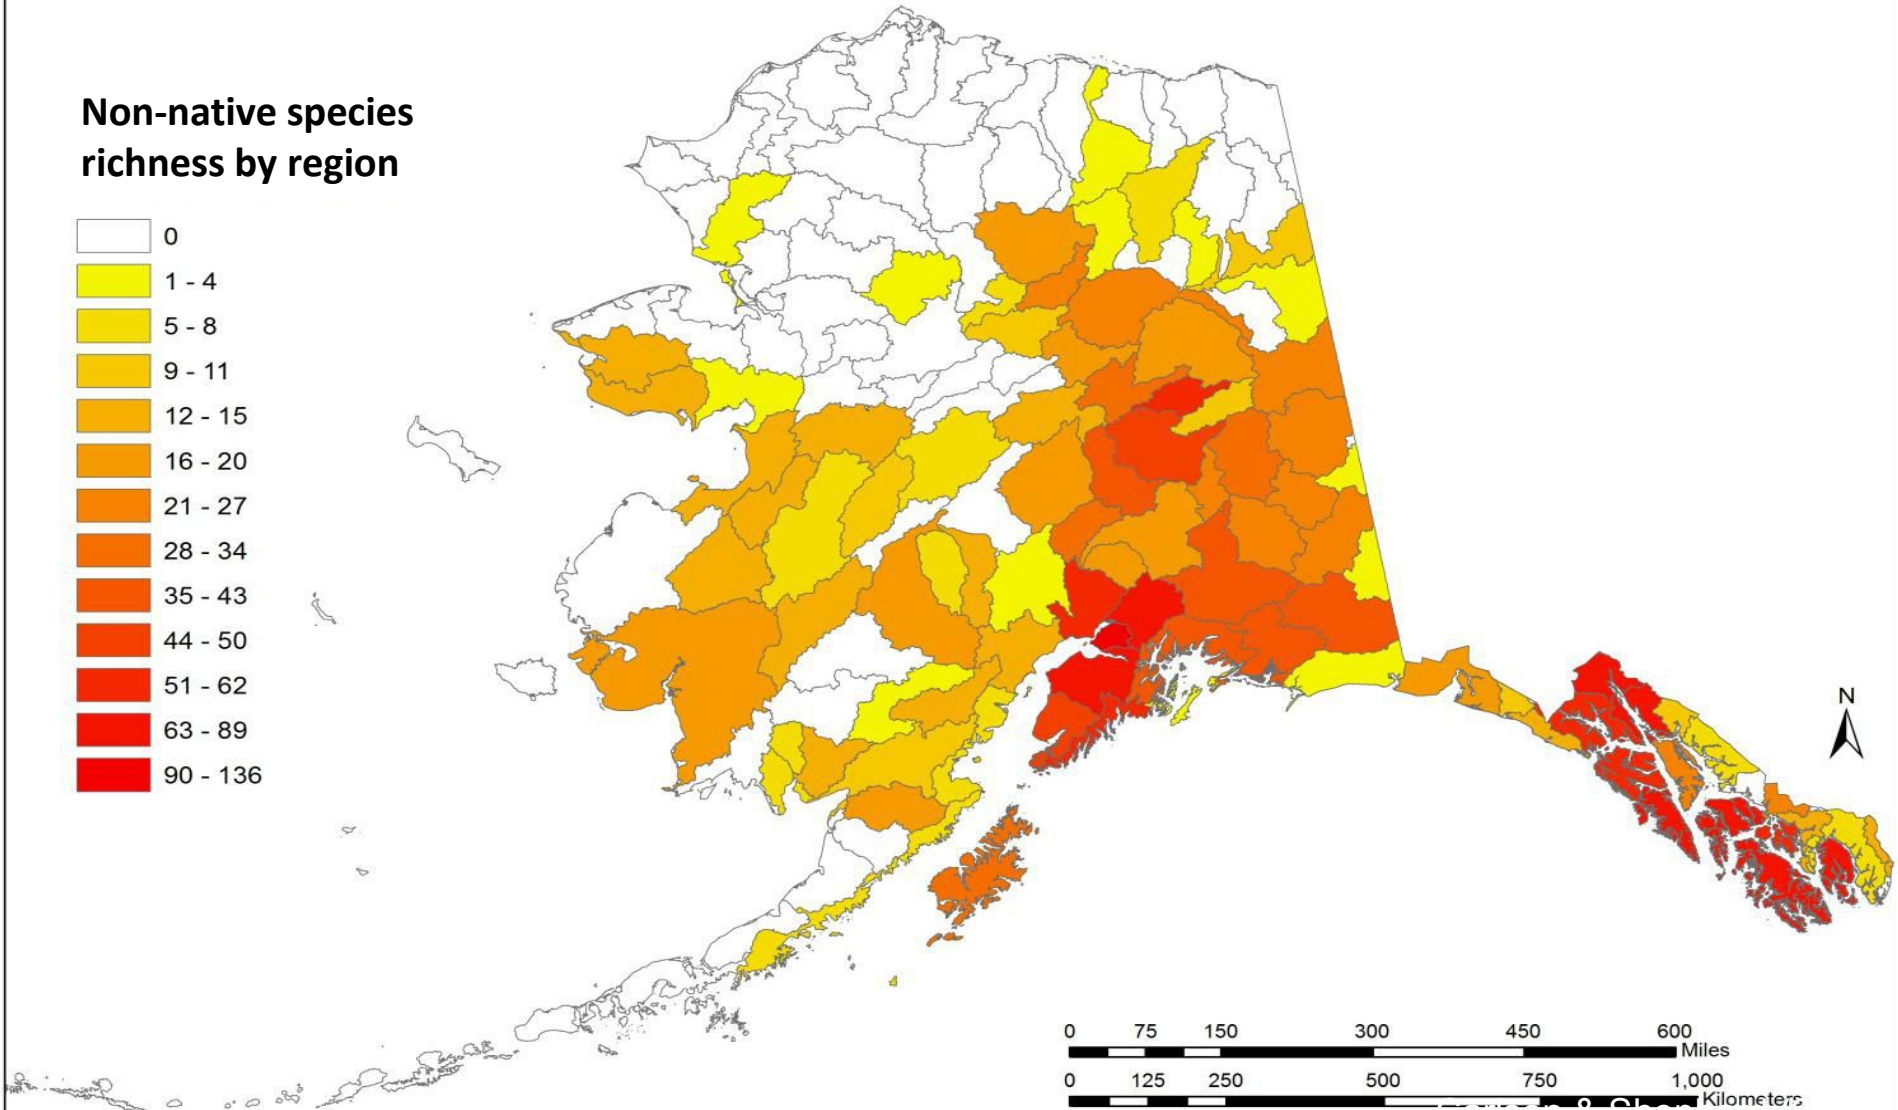 Non-native species
richness by region
0
1 - 4
5 - 8
9 - 11
12 - 15
16 - 20
21 - 27
28 - 34
35 - 43
44 - 50
51 - 62
63 - 89
90 - 136
N
0 75 150 300 450 600
Miles
0 125 250 500 750 1,000
Kilometers